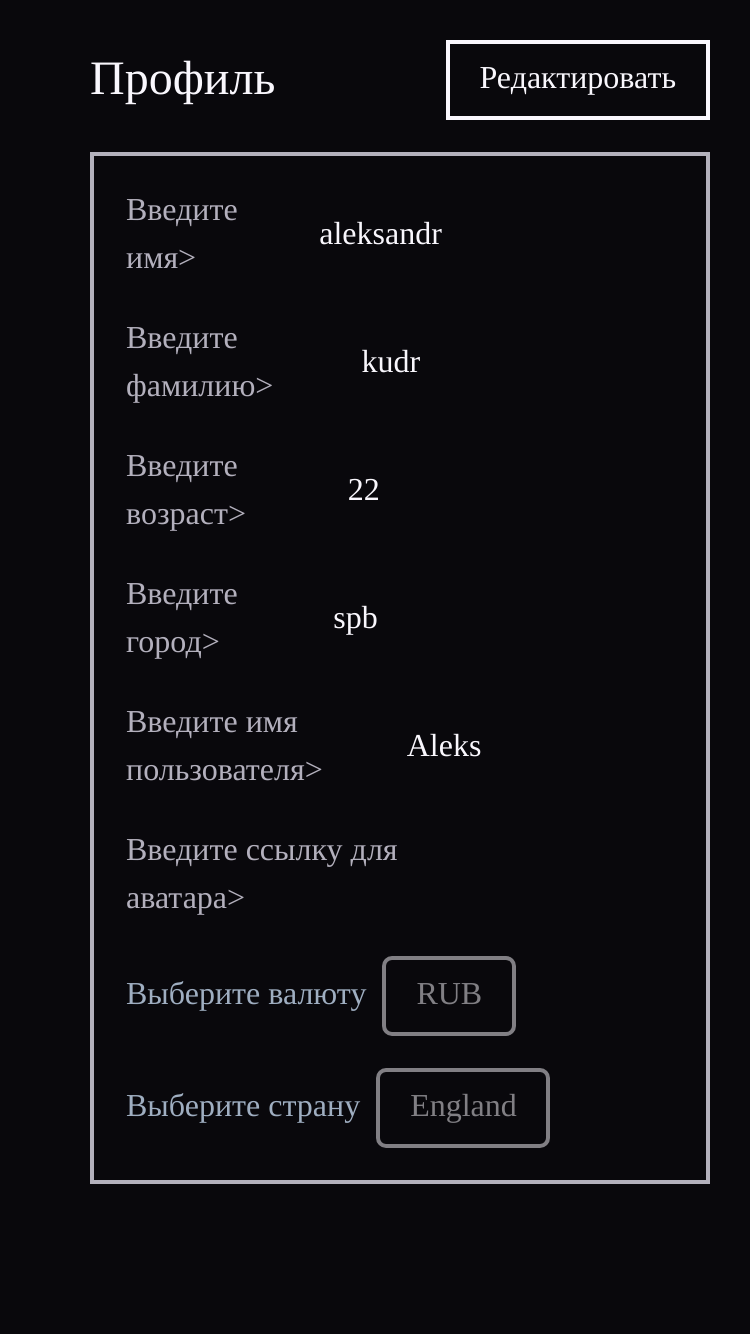 Профиль
Редактировать
Введите
имя>
aleksandr
Введите
фамилию>
kudr
Введите
возраст>
22
Введите
город>
spb
Введите имя
пользователя>
Aleks
Введите ссылку для
аватара>
Выберите валюту
RUB
Выберите страну
England